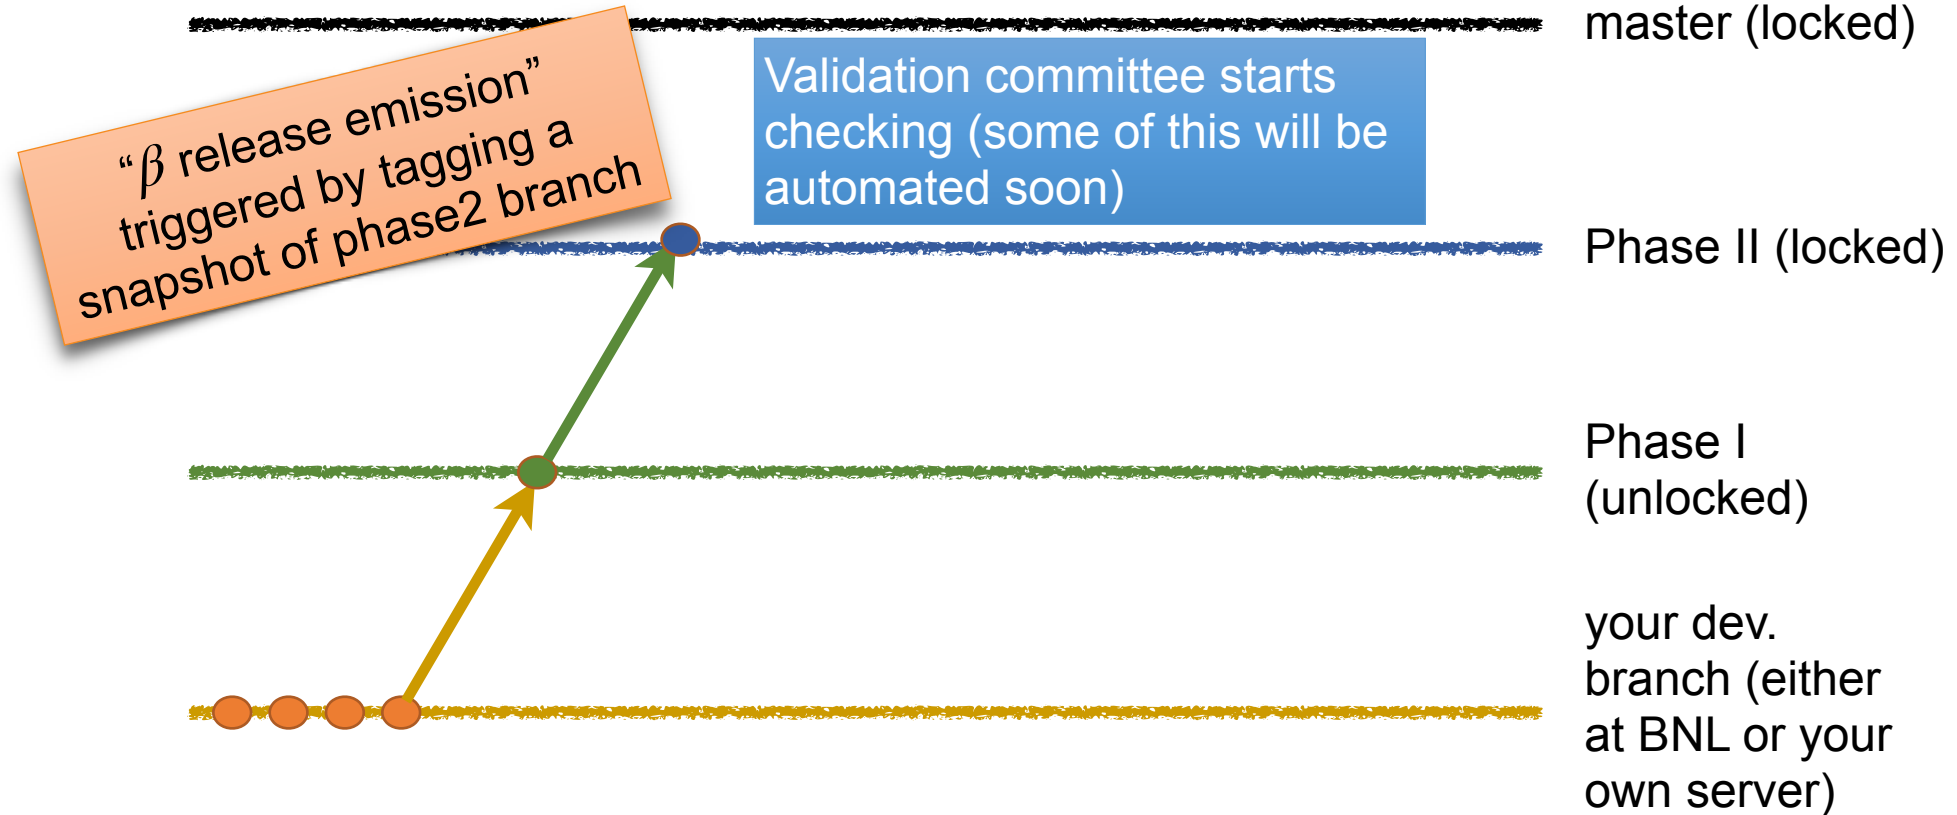 master (locked)
“β release emission”
triggered by tagging a
snapshot of phase2 branch
Validation committee starts
checking (some of this will be
automated soon)
Phase II (locked)
Phase I
(unlocked)
your dev.
branch (either
at BNL or your
own server)